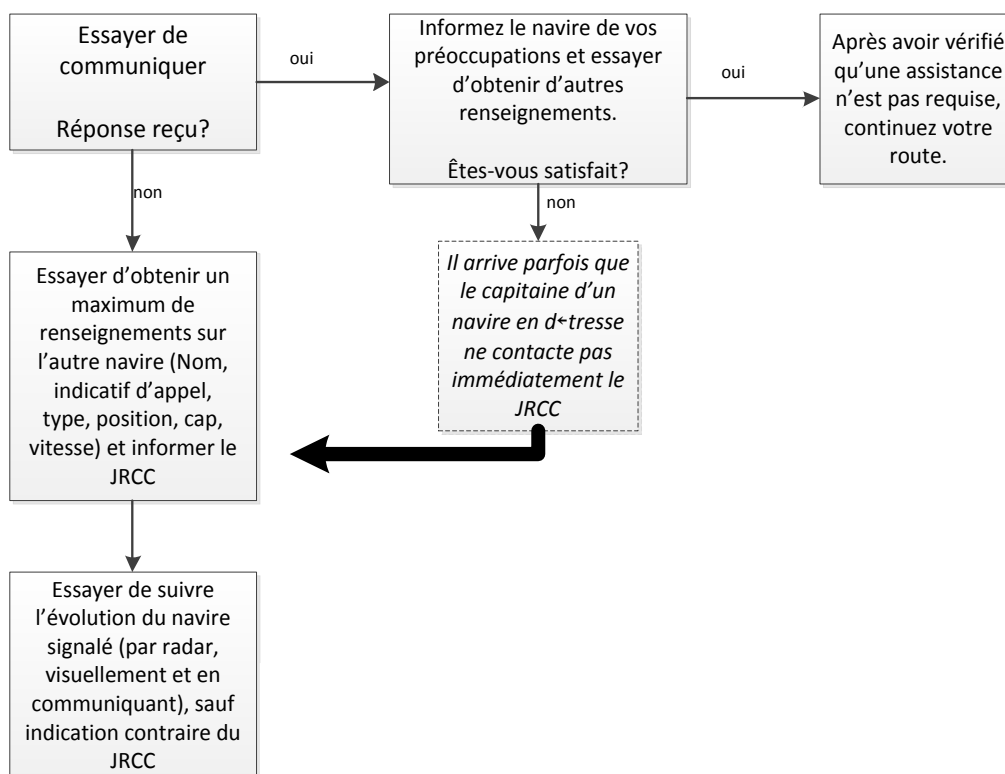 Essayer de
communiquer
Réponse reçu?
oui
Informez le navire de vos
préoccupations et essayer
d'obtenir d'autres
renseignements.
Êtes-vous satisfait?
oui
Après avoir vérifié
qu'une assistance
n'est pas requise,
continuez votre
route.
non
non
Essayer d'obtenir un
maximum de
renseignements sur
l'autre navire (Nom,
indicatif d'appel,
type, position, cap,
vitesse) et informer le
JRCC
Il arrive parfois que
le capitaine d'un
navire en d←tresse
ne contacte pas
immédiatement le
JRCC
Essayer de suivre
l'évolution du navire
signalé (par radar,
visuellement et en
communiquant), sauf
indication contraire du
JRCC